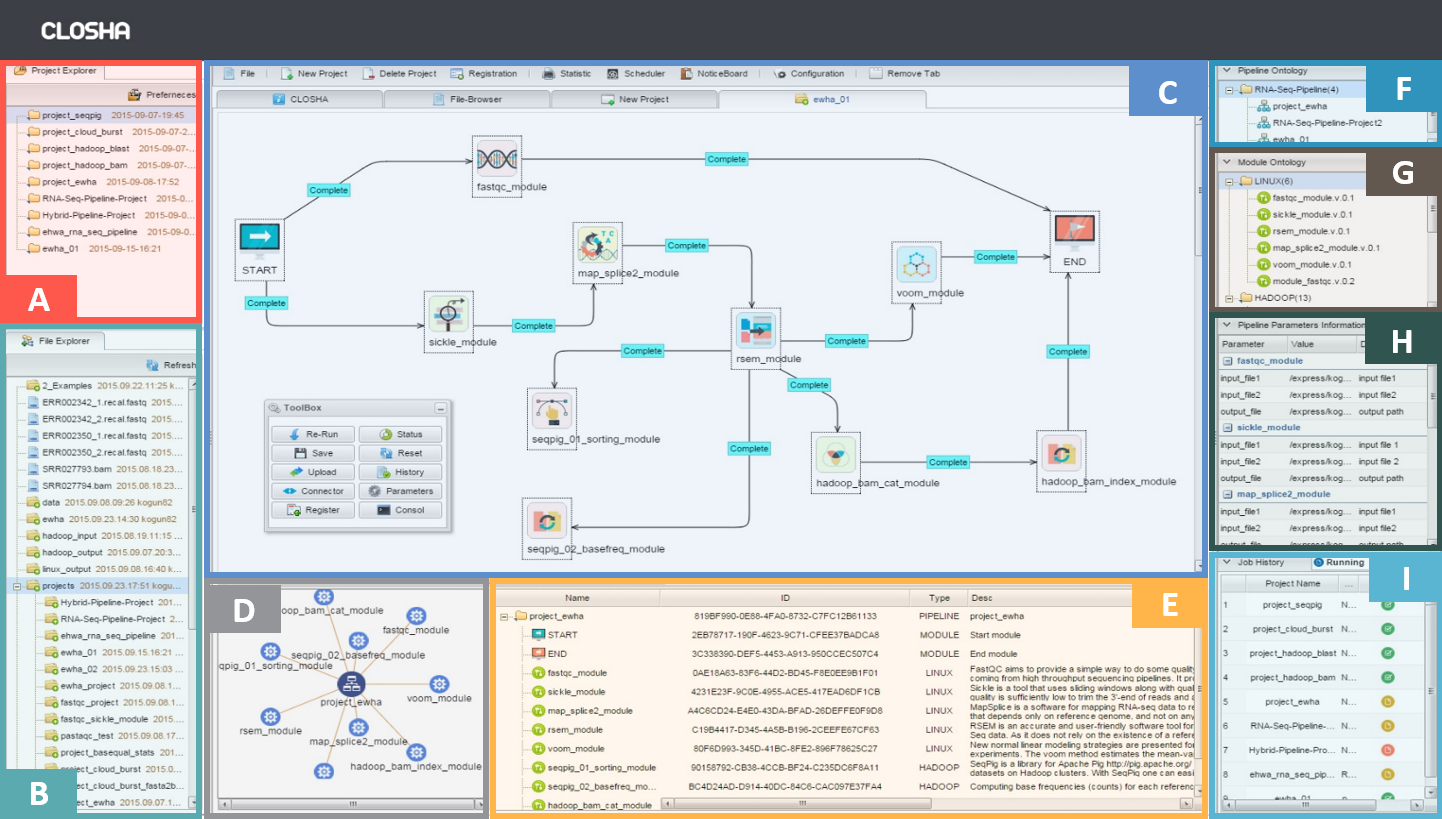 CLOSHA
Project Explorer
Preferneces
project_seqpig 2015-09-07-19:45
project_cloud_burst 2015-09-07-2...
project_hadoop_blast 2015-09-07-...
project_hadoop_bam 2015-09-07-...
project_ewha 2015-09-08-17:52
RNA-Seq-Pipeline-Project 2015-0...
Hybrid-Pipeline-Project 2015-09-0...
ehwa_rna_seq_pipeline 2015-09-0...
ewha_01 2015-09-15-16:21
A
File Explorer
Refresh
2_Examples 2015.09.22.11:25 k...
ERR002342_1.recal.fastq 2015....
ERR002342_2.recal.fastq 2015....
ERR002350_1.recal.fastq 2015....
ERR002350_2.recal.fastq 2015....
SRR027793.bam 2015.08.18.23...
SRR027794.bam 2015.08.18.23...
data 2015.09.08.09:26 kogun82
ewha 2015.09.23.14:30 kogun82
hadoop_input 2015.08.19.11:15 ...
hadoop_output 2015.09.07.20:3...
linux_output 2015.09.08.16:40 k...
projects 2015.09.23.17:51 kogu...
Hybrid-Pipeline-Project 201...
RNA-Seq-Pipeline-Project 2...
ehwa_rna_seq_pipeline 201...
ewha_01 2015.09.15.16:21 ...
ewha_02 2015.09.23.15:03 ...
ewha_project 2015.09.08.1...
fastqc_project 2015.09.08.1...
fastqc_sickle_module 2015....
pastaqc_test 2015.09.08.1...
project_basequal_stats 201...
project_cloud_burst 2015.0...
ct_cloud_burst_fasta2b...
ct_ewha 2015.09.07.1...
B
File New Project Delete Project Registration Statistic Scheduler NoticeBoard Configuration Remove Tab
CLOSHA File-Browser New Project ewha_01
C
fastqc_module
Complete
Complete
START
Complete
map_splice2_module
Complete
voom_module
Complete
END
sickle_module
Complete
rsem_module
Complete
Complete
Complete
Complete
seqpig_01_sorting_module
Complete
hadoop_bam_cat_module
Complete
hadoop_bam_index_module
seqpig_02_basefreq_module
ToolBox
Re-Run Status
Save Reset
Upload History
Connector Parameters
Register Consol
D
oop_bam_cat_module
fastqc_module
seqpig_02_basefreq_module
qpig_01_sorting_module
voom_module
project_ewha
rsem_module
map_splice2_module
hadoop_bam_index_module
E
Name ID Type Desc
project_ewha 819BF990-0E88-4FA0-8732-C7FC12B61133 PIPELINE project_ewha
START 2EB78717-190F-4623-9C71-CFEE37BADCA8 MODULE Start module
END 3C338390-DEF5-4453-A913-950CCEC507C4 MODULE End module
fastqc_module 0AE18A63-83F6-44D2-BD45-F8E0EE9B1F01 LINUX FastQC aims to provide a simple way to do some quality
coming from high throughput sequencing pipelines. It pr
sickle_module 4231E23F-9C0E-4955-ACE5-417EAD6DF1CB LINUX Sickle is a tool that uses sliding windows along with qual
quality is sufficiently low to trim the 3'-end of reads and
map_splice2_module A4C6CD24-E4E0-43DA-BFAD-26DEFFE0F9D8 LINUX MapSplice is a software for mapping RNA-seq data to re
that depends only on reference genome, and not on any
rsem_module C19B4417-D345-4A5B-B196-2CEEFE67CF63 LINUX RSEM is an accurate and user-friendly software tool for
Seq data. As it does not rely on the existence of a refere
voom_module 80F6D993-345D-41BC-8FE2-896F78625C27 LINUX New normal linear modeling strategies are presented for
experiments. The voom method estimates the mean-va
seqpig_01_sorting_module 90158792-CB38-4CCB-BF24-C235DC6F8A11 HADOOP SeqPig is a library for Apache Pig http://pig.apache.org/
datasets on Hadoop clusters. With SeqPig one can easi
seqpig_02_basefreq_mo... BC4D24AD-D914-40DC-84C6-CAC097E37FA4 HADOOP Computing base frequencies (counts) for each referenc
hadoop_bam_cat_module
Pipeline Ontology
F
RNA-Seq-Pipeline(4)
project_ewha
RNA-Seq-Pipeline-Project2
ewha_01
Module Ontology
G
LINUX(6)
fastqc_module.v.0.1
sickle_module.v.0.1
rsem_module.v.0.1
map_splice2_module.v.0.1
voom_module.v.0.1
module_fastqc.v.0.2
HADOOP(13)
Pipeline Parameters Information
H
Parameter Value
fastqc_module
input_file1 /express/kog... input file1
input_file2 /express/kog... input file2
output_file /express/kog... output path
sickle_module
input_file1 /express/kog... input file 1
input_file2 /express/kog... input file 2
output_file /express/kog... output path
map_splice2_module
input_file1 /express/kog... input file1
input_file2 /express/kog... input file2
output_file /express/kog... output path
Job History Running
I
Project Name ...
1 project_seqpig N...
2 project_cloud_burst N...
3 project_hadoop_blast N...
4 project_hadoop_bam N...
5 project_ewha N...
6 RNA-Seq-Pipeline-... N...
7 Hybrid-Pipeline-Pro... N...
8 ehwa_rna_seq_pip... R...
9 ewha_01